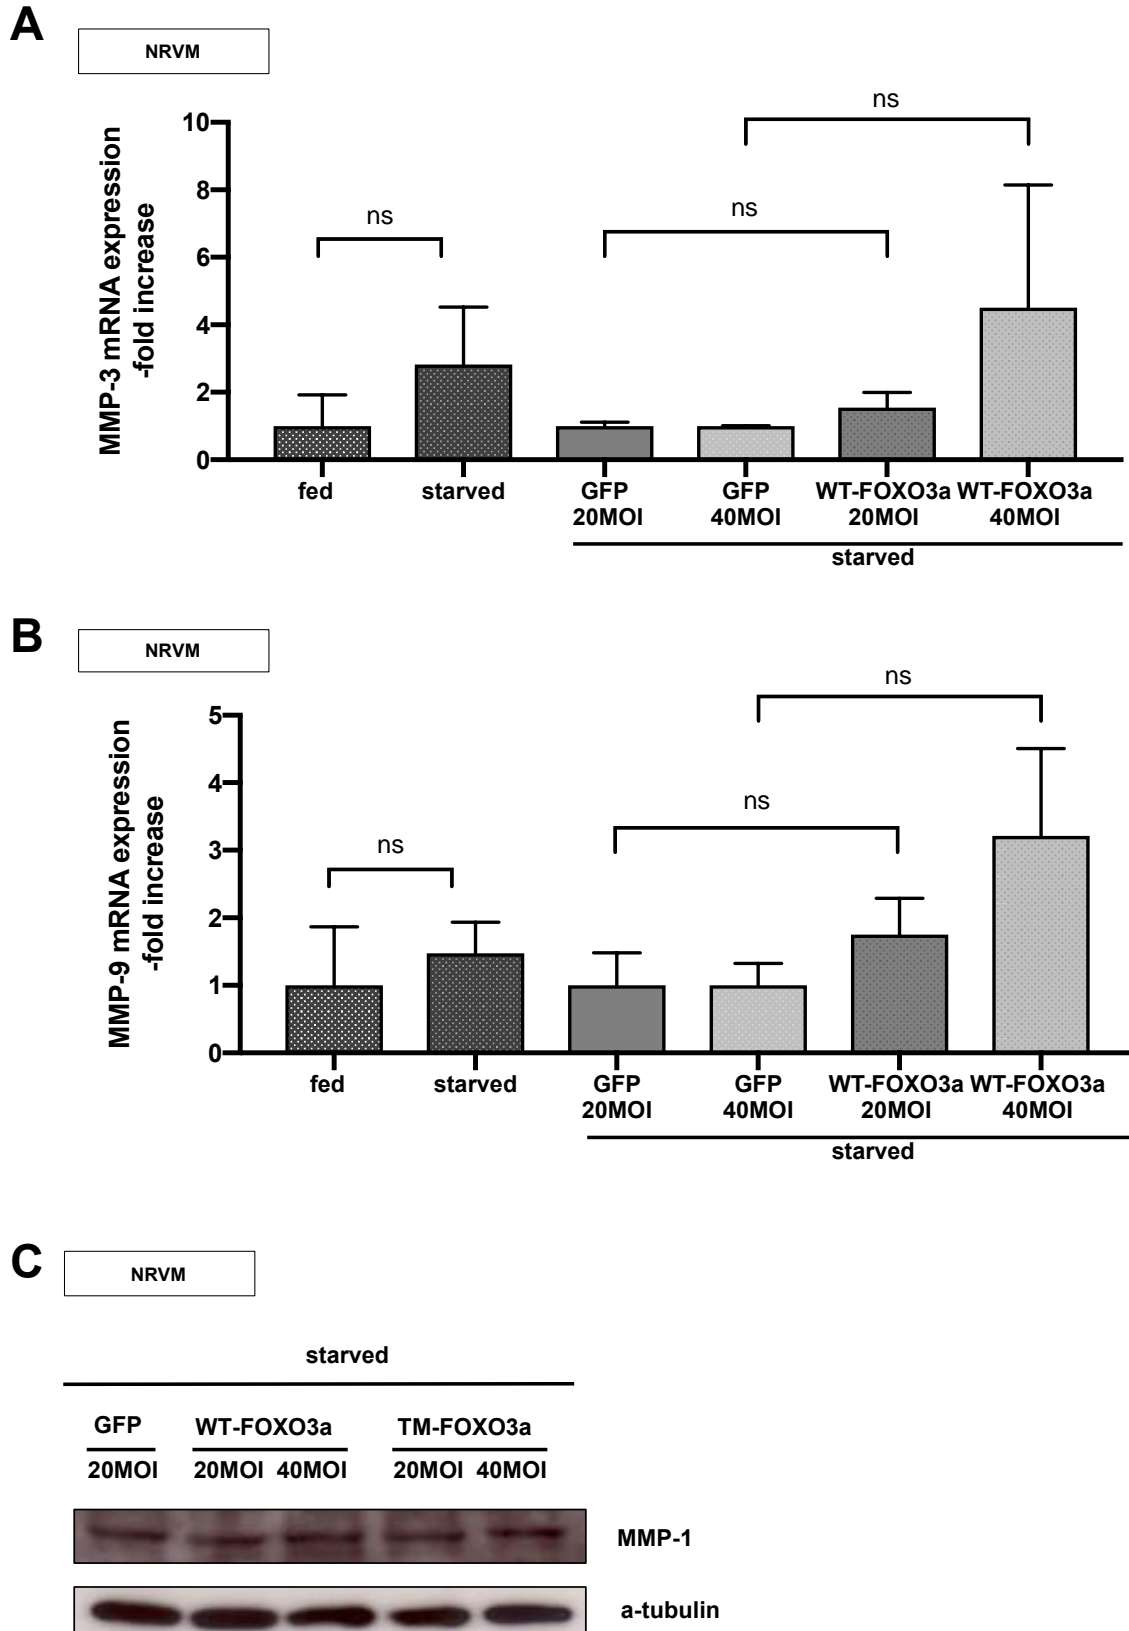 A
NRVM
MMP-3 mRNA expression
-fold increase
10
8
6
4
2
0
ns
ns
ns
fed starved GFP GFP WT-FOXO3a WT-FOXO3a
20MOI 40MOI 20MOI 40MOI
starved
B
NRVM
MMP-9 mRNA expression
-fold increase
5
4
3
2
1
0
ns
ns
ns
fed starved GFP GFP WT-FOXO3a WT-FOXO3a
20MOI 40MOI 20MOI 40MOI
starved
C
NRVM
starved
GFP WT-FOXO3a TM-FOXO3a
20MOI 20MOI 40MOI 20MOI 40MOI
MMP-1
a-tubulin